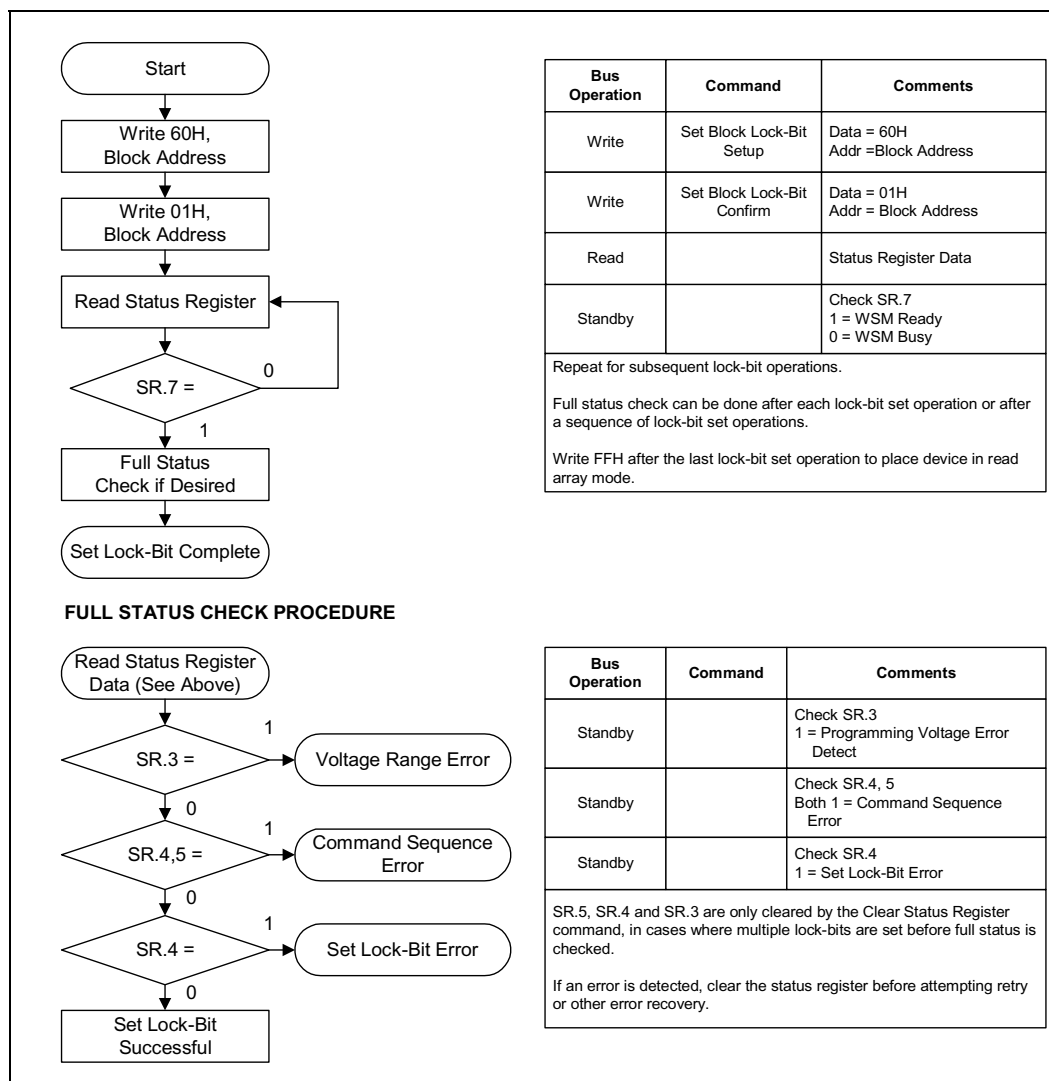 Start
Write 60H,
Block Address
Write 01H,
Block Address
Read Status Register
SR.7 =
0
1
Full Status
Check if Desired
Set Lock-Bit Complete
Bus
Operation
Command
Comments
Write
Set Block Lock-Bit
Setup
Data = 60H
Addr =Block Address
Write
Set Block Lock-Bit
Confirm
Data = 01H
Addr = Block Address
Read
Status Register Data
Standby
Check SR.7
1 = WSM Ready
0 = WSM Busy
Repeat for subsequent lock-bit operations.
Full status check can be done after each lock-bit set operation or after
a sequence of lock-bit set operations.
Write FFH after the last lock-bit set operation to place device in read
array mode.
FULL STATUS CHECK PROCEDURE
Read Status Register
Data (See Above)
SR.3 =
1
Voltage Range Error
0
SR.4,5 =
1
Command Sequence
Error
0
SR.4 =
1
Set Lock-Bit Error
0
Set Lock-Bit
Successful
Bus
Operation
Command
Comments
Standby
Check SR.3
1 = Programming Voltage Error
Detect
Standby
Check SR.4, 5
Both 1 = Command Sequence
Error
Standby
Check SR.4
1 = Set Lock-Bit Error
SR.5, SR.4 and SR.3 are only cleared by the Clear Status Register
command, in cases where multiple lock-bits are set before full status is
checked.
If an error is detected, clear the status register before attempting retry
or other error recovery.